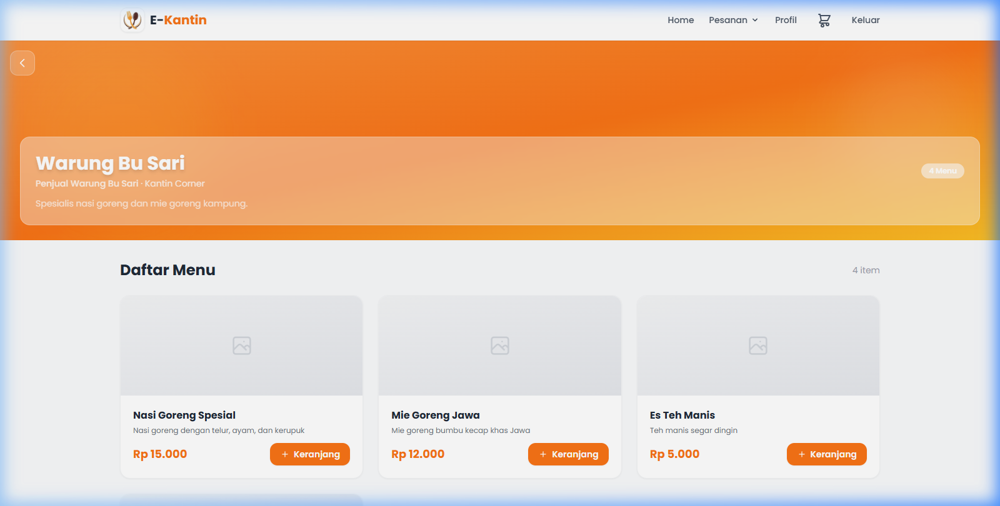 E-Kantin
Home
Pesanan
Profil
Keluar
Warung Bu Sari
Penjual Warung Bu Sari · Kantin Corner
Spesialis nasi goreng dan mie goreng kampung.
4 Menu
Daftar Menu
4 item
Nasi Goreng Spesial
Nasi goreng dengan telur, ayam, dan kerupuk
Rp 15.000
+ Keranjang
Mie Goreng Jawa
Mie goreng bumbu kecap khas Jawa
Rp 12.000
+ Keranjang
Es Teh Manis
Teh manis segar dingin
Rp 5.000
+ Keranjang